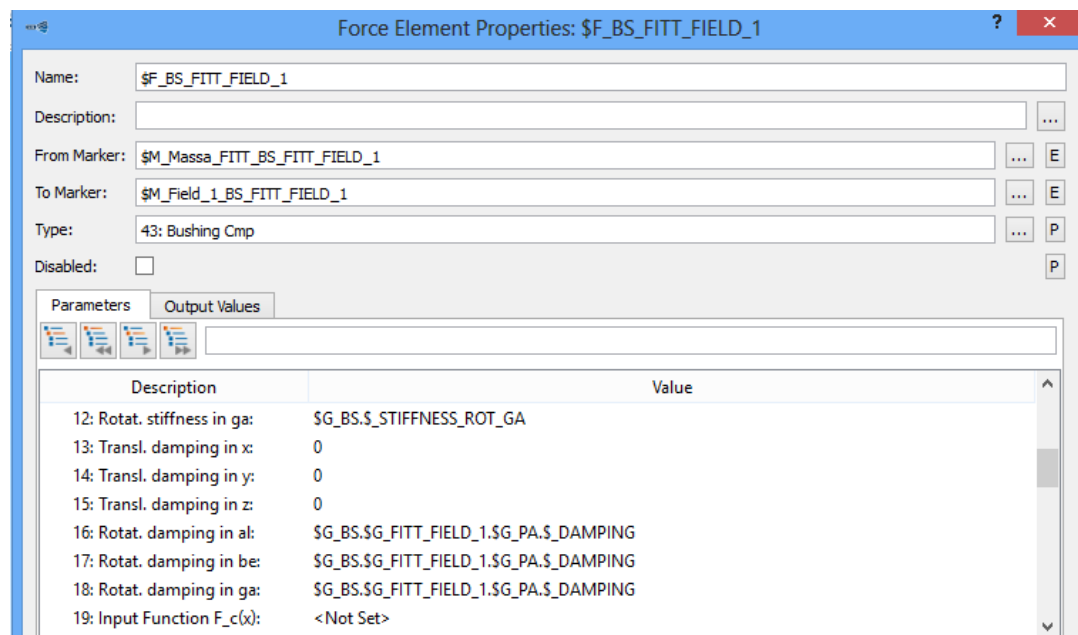 Force Element Properties: $F_BS_FITT_FIELD_1 ? ×
Name: $F_BS_FITT_FIELD_1
Description: ...
From Marker: $M_Massa_FITT_BS_FITT_FIELD_1 ... E
To Marker: $M_Field_1_BS_FITT_FIELD_1 ... E
Type: 43: Bushing Cmp ... P
Disabled: P
Parameters Output Values
Description Value
12: Rotat. stiffness in ga: $G_BS.$_STIFFNESS_ROT_GA
13: Transl. damping in x: 0
14: Transl. damping in y: 0
15: Transl. damping in z: 0
16: Rotat. damping in al: $G_BS.$G_FITT_FIELD_1.$G_PA.$_DAMPING
17: Rotat. damping in be: $G_BS.$G_FITT_FIELD_1.$G_PA.$_DAMPING
18: Rotat. damping in ga: $G_BS.$G_FITT_FIELD_1.$G_PA.$_DAMPING
19: Input Function F_c(x): <Not Set>